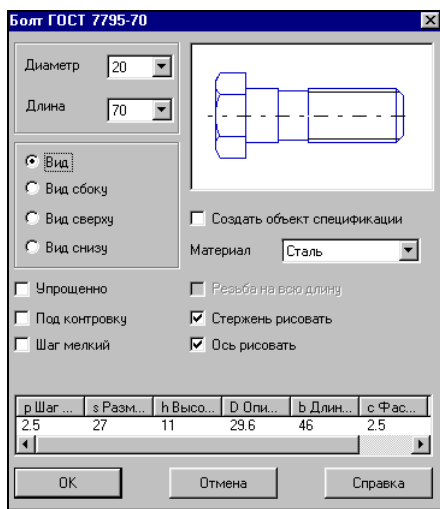 Болт ГОСТ 7795-70
Диаметр 20
Длина 70
Вид
Вид сбоку
Вид сверху
Вид снизу
Создать объект спецификации
Материал Сталь
Упрощенно
Резьба на всю длину
Под контровку
Стержень рисовать
Шаг мелкий
Ось рисовать
p Шаг ... s Разм... h Высо... D Опи... b Длин... c Фас...
2.5 27 11 29.6 46 2.5
OK Отмена Справка